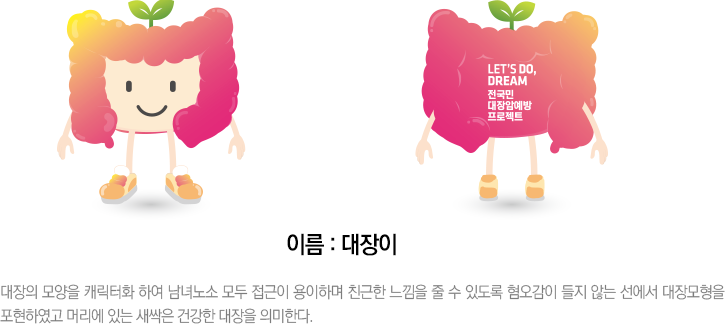 LET'S DO,
DREAM
전국민
대장암예방
프로젝트
이름 : 대장이
대장의 모양을 캐릭터화 하여 남녀노소 모두 접근이 용이하며 친근한 느낌을 줄 수 있도록 혐오감이 들지 않는 선에서 대장모형을
표현하였고 머리에 있는 새싹은 건강한 대장을 의미한다.